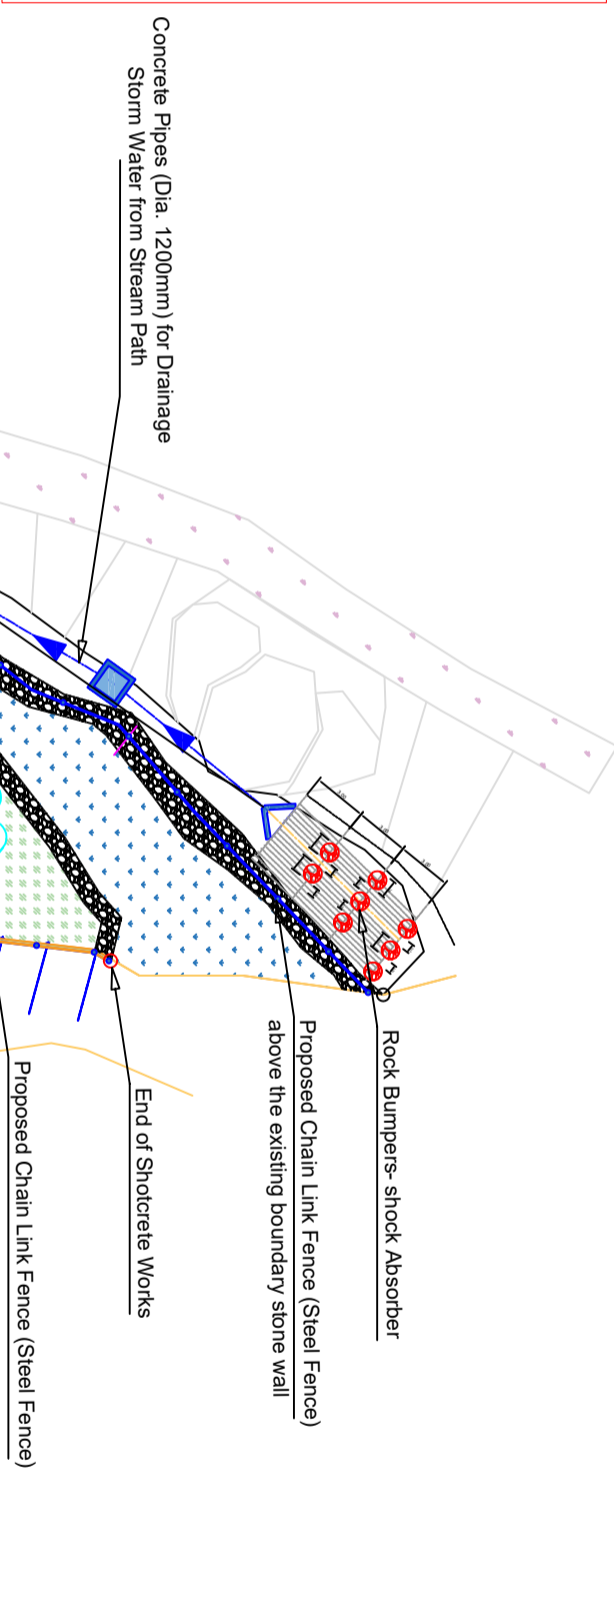 Concrete Pipes (Dia. 1200mm) for Drainage
Storm Water from Stream Path
Rock Bumpers- shock Absorber
Proposed Chain Link Fence (Steel Fence)
above the existing boundary stone wall
End of Shotcrete Works
Proposed Chain Link Fence (Steel Fence)